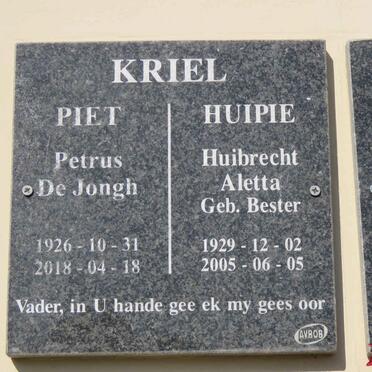 KRIEL
PIET
Petrus
De Jongh
1926 - 10 - 31
2018 - 04 - 18
HUIPIE
Huibrecht
Aletta
Geb. Bester
1929 - 12 - 02
2005 - 06 - 05
Vader, in U hande gee ek my gees oor
AVBOB